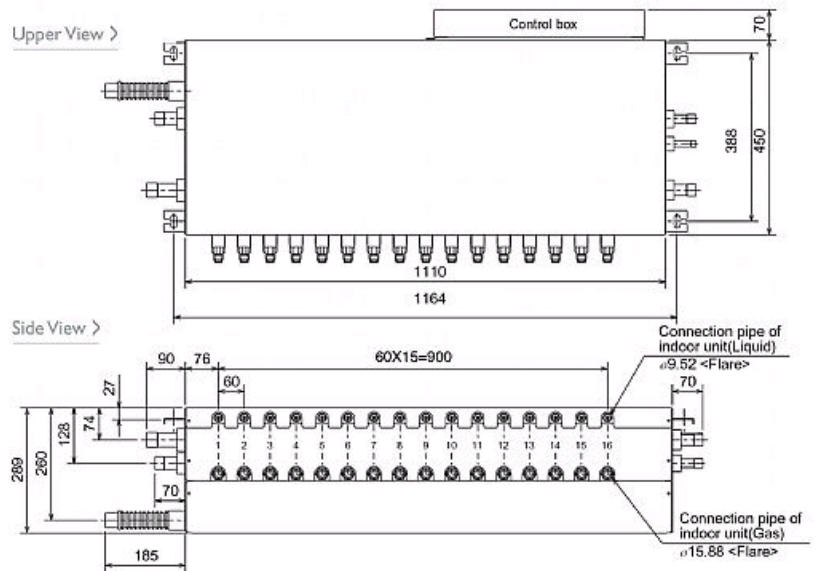 Upper View >
Control box
70
388
450
1110
1164
Side View >
Connection pipe of
indoor unit(Liquid)
ø9.52 <Flare>
90
76
60X15=900
60
70
27
74
128
260
289
1 2 3 4 5 6 7 8 9 10 11 12 13 14 15 16
70
185
Connection pipe of
indoor unit(Gas)
ø15.88 <Flare>